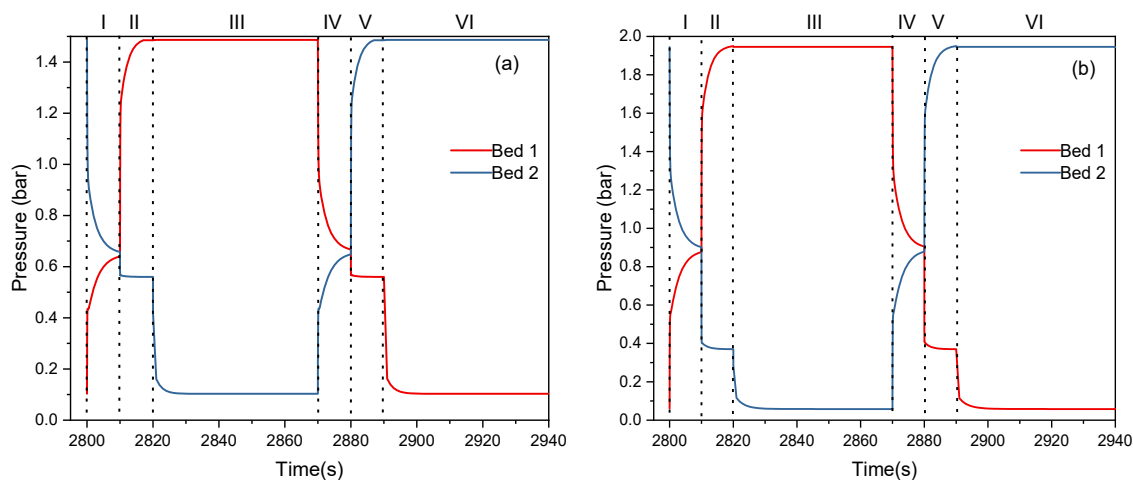 I II III IV V VI
(a)
Bed 1
Bed 2
Pressure (bar)
1.4
1.2
1.0
0.8
0.6
0.4
0.2
0.0
2800 2820 2840 2860 2880 2900 2920 2940
Time(s)
I II III IV V VI
(b)
Bed 1
Bed 2
Pressure (bar)
2.0
1.8
1.6
1.4
1.2
1.0
0.8
0.6
0.4
0.2
0.0
2800 2820 2840 2860 2880 2900 2920 2940
Time(s)